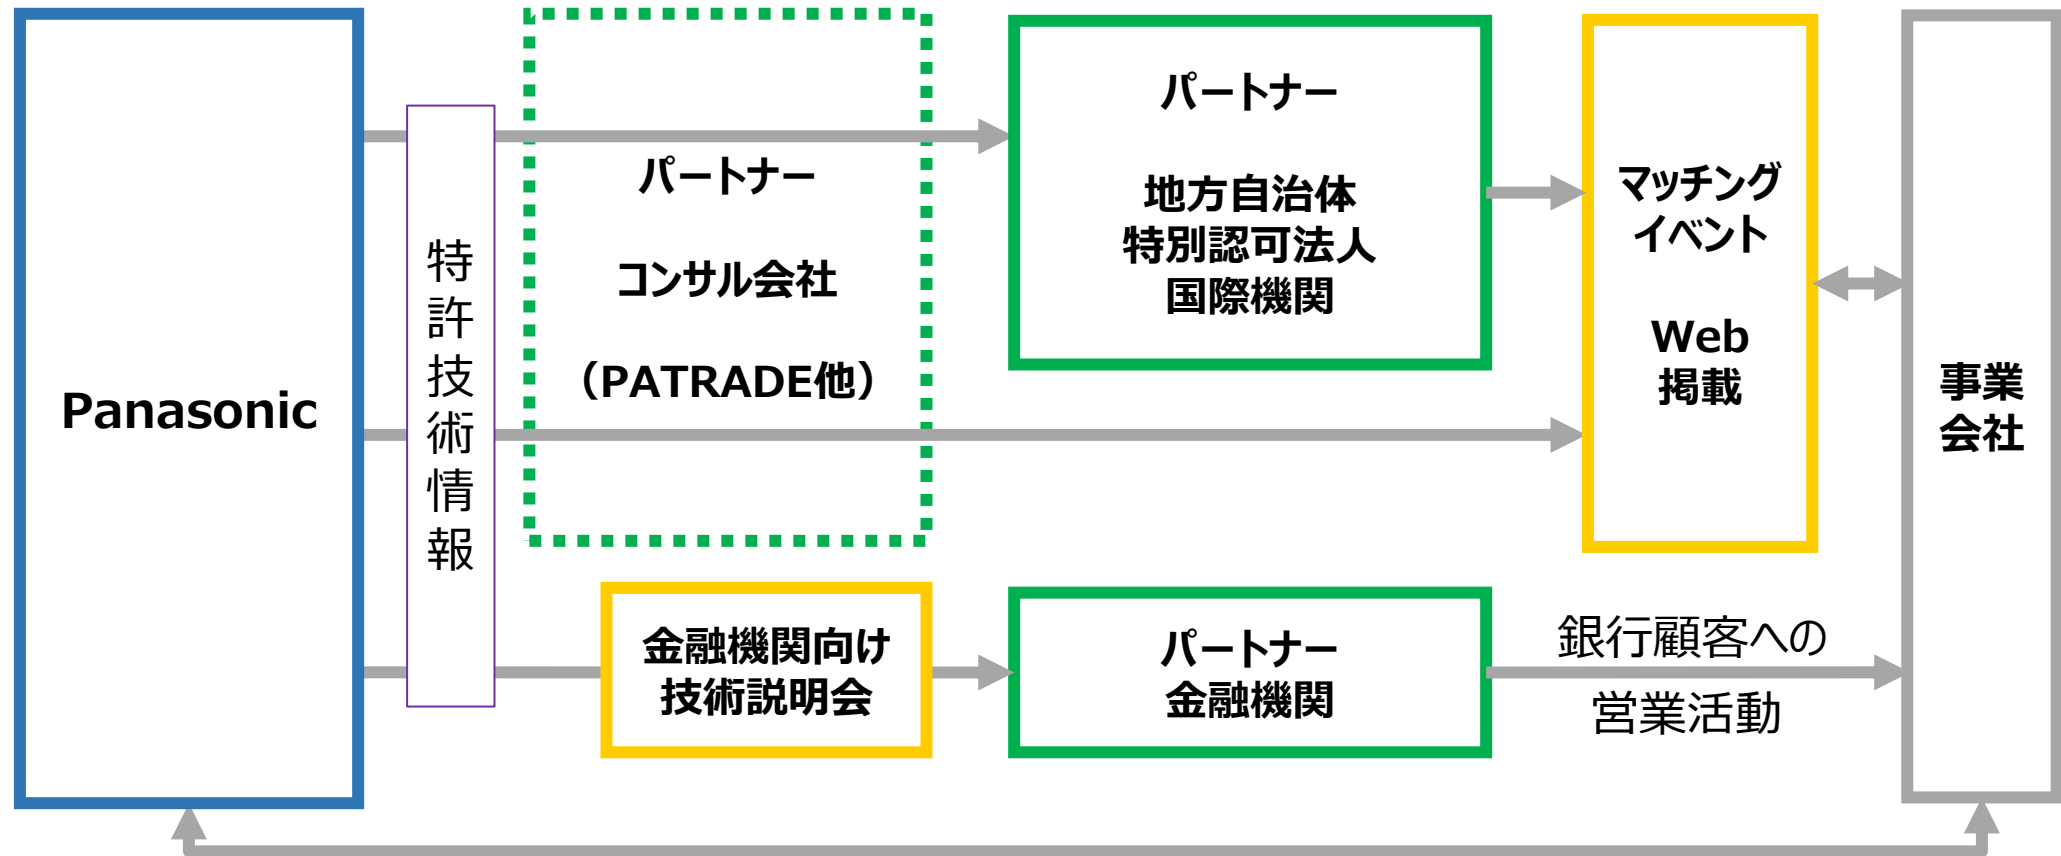 Panasonic
特許技術情報
パートナー
コンサル会社
（PATRADE他）
パートナー
地方自治体
特別認可法人
国際機関
マッチング
イベント
Web
掲載
事業
会社
金融機関向け
技術説明会
パートナー
金融機関
銀行顧客への
営業活動